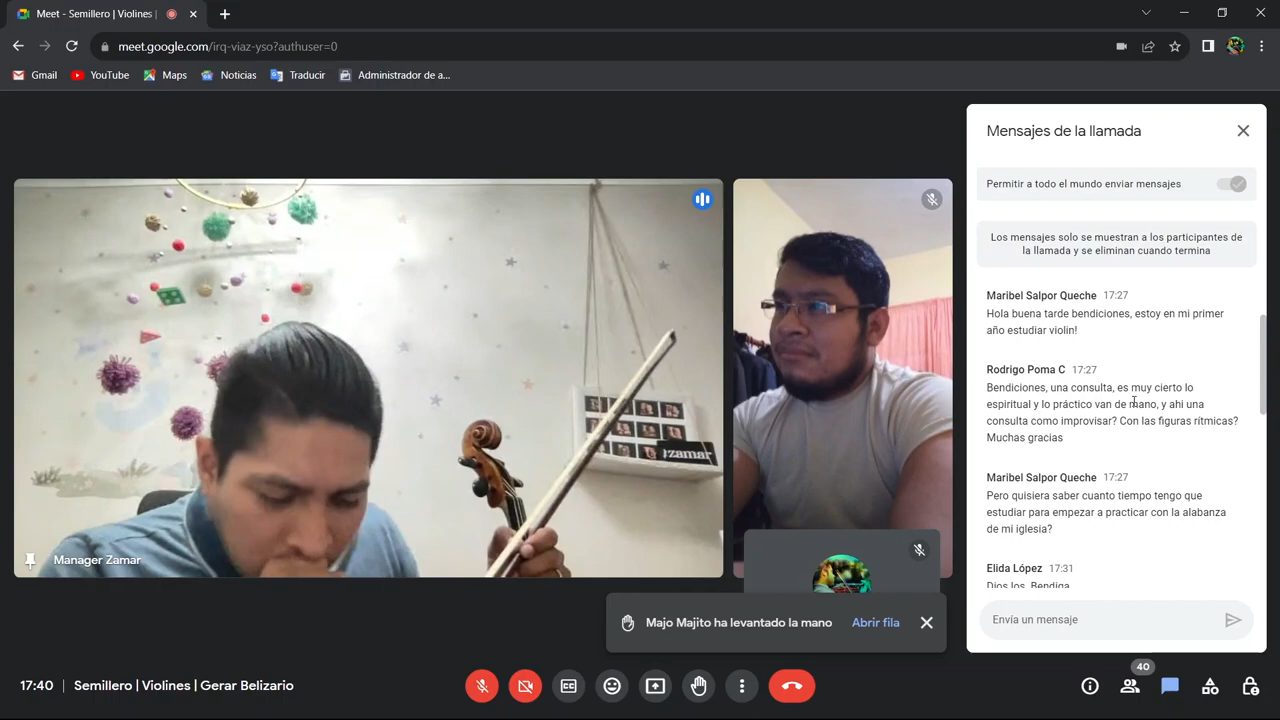 Meet - Semillero | Violines |
meet.google.com/irq-viaz-yso?authuser=0
Gmail YouTube Maps Noticias Traducir Administrador de a...
Mensajes de la llamada
Permitir a todo el mundo enviar mensajes
Los mensajes solo se muestran a los participantes de
la llamada y se eliminan cuando termina
Maribel Salpor Queche 17:27
Hola buena tarde bendiciones, estoy en mi primer
año estudiar violin!
Rodrigo Poma C 17:27
Bendiciones, una consulta, es muy cierto lo
espiritual y lo práctico van de mano, y ahi una
consulta como improvisar? Con las figuras rítmicas?
Muchas gracias
Maribel Salpor Queche 17:27
Pero quisiera saber cuanto tiempo tengo que
estudiar para empezar a practicar con la alabanza
de mi iglesia?
Elida López 17:31
Dios los Bendiga
Envía un mensaje
zamar
Manager Zamar
Majo Majito ha levantado la mano Abrir fila
17:40 | Semillero | Violines | Gerar Belizario
40